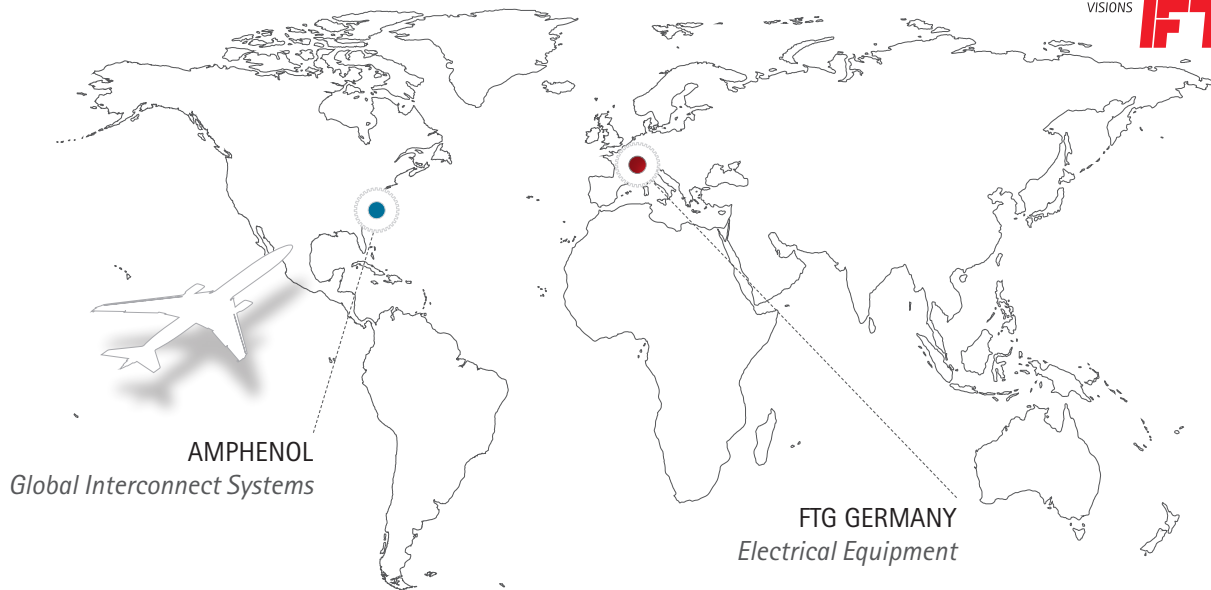 VISIONS
AMPHENOL
Global Interconnect Systems
FTG GERMANY
Electrical Equipment